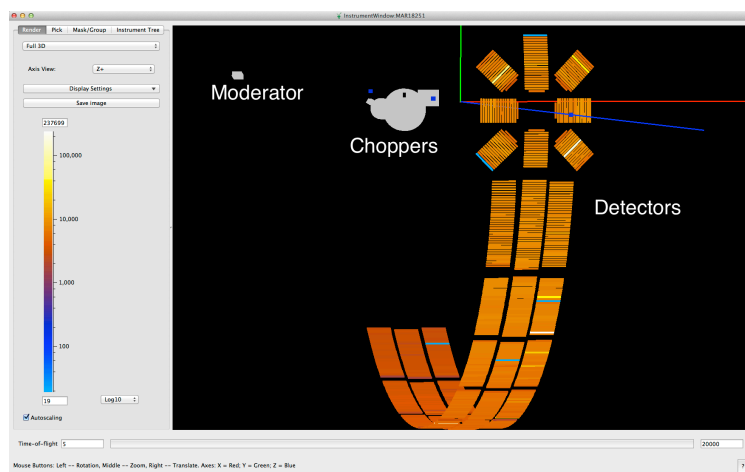 InstrumentWindow:MAR18251
Render Pick Mask/Group Instrument Tree
Full 3D
Axis View: Z+
Display Settings
Save image
237699
100,000
10,000
1,000
100
19
Log10
Autoscaling
Moderator
Choppers
Detectors
Time-of-flight 5
20000
Mouse Buttons: Left -- Rotation, Middle -- Zoom, Right -- Translate. Axes: X = Red; Y = Green; Z = Blue
?